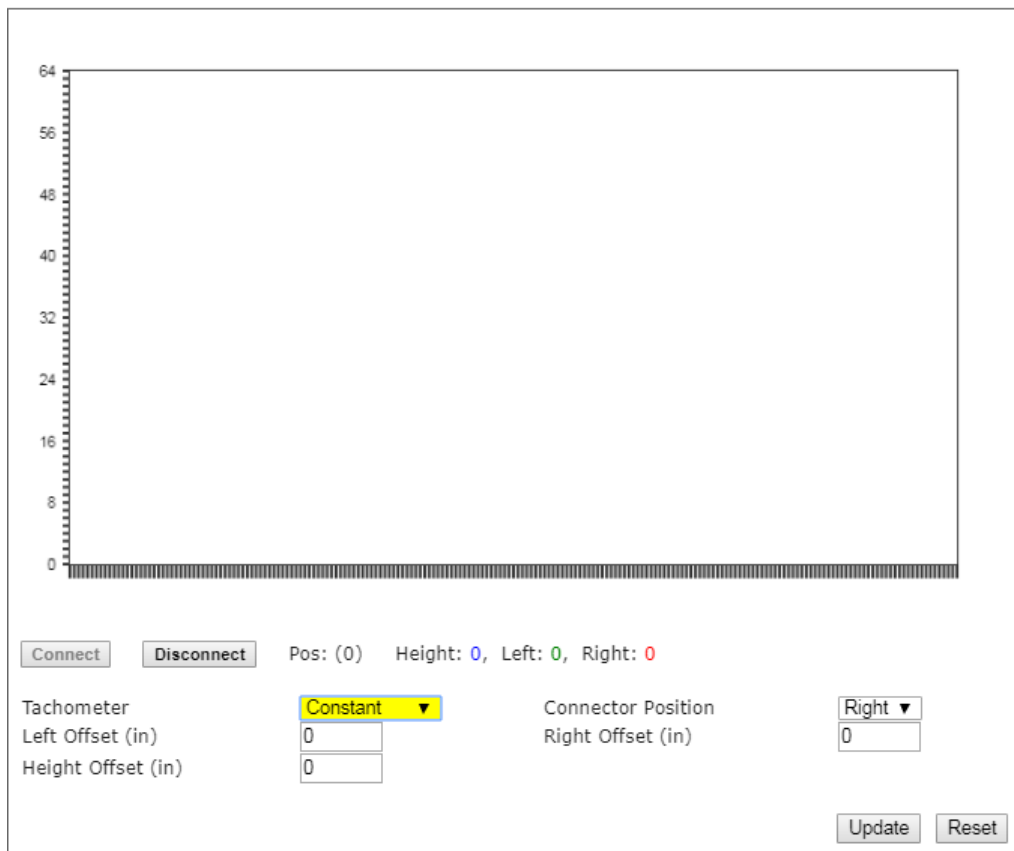 64
56
48
40
32
24
16
8
0
Connect Disconnect Pos: (0) Height: 0, Left: 0, Right: 0
Tachometer Constant ▼ Connector Position Right ▼
Left Offset (in) 0 Right Offset (in) 0
Height Offset (in) 0
Update Reset